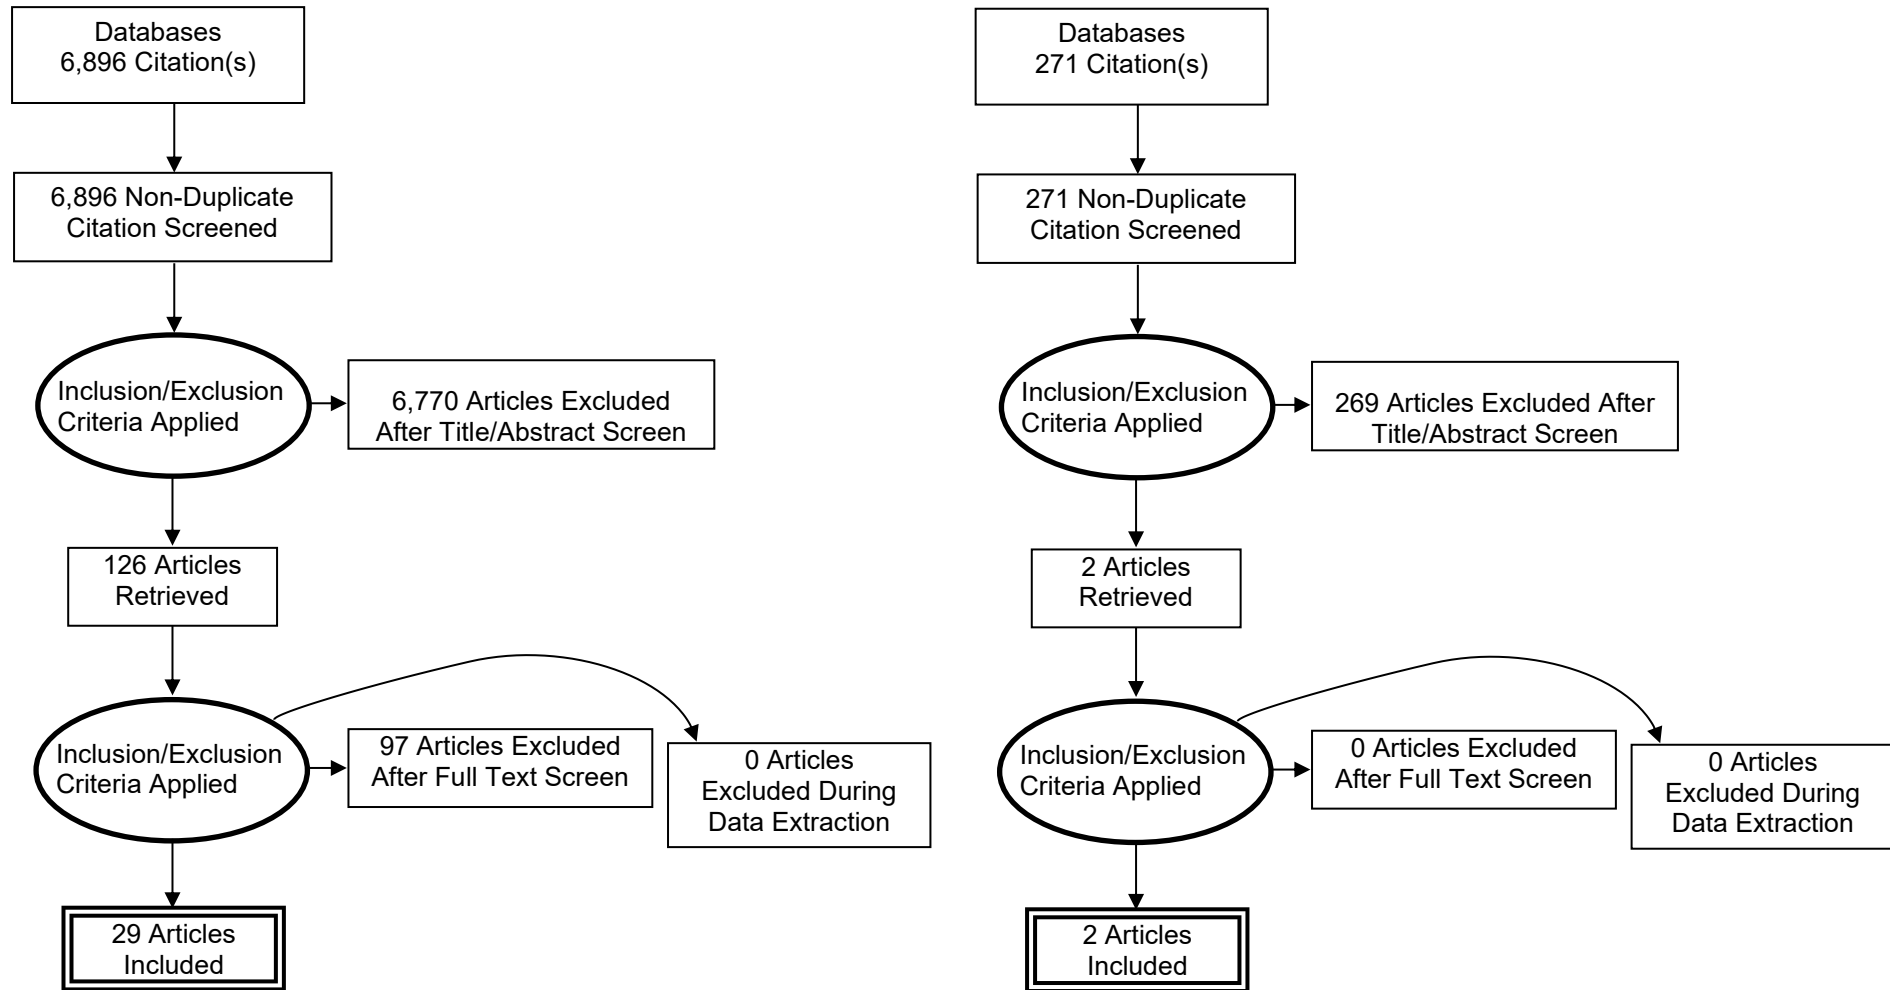 Databases
6,896 Citation(s)
6,896 Non-Duplicate
Citation Screened
Inclusion/Exclusion
Criteria Applied
6,770 Articles Excluded
After Title/Abstract Screen
126 Articles
Retrieved
Inclusion/Exclusion
Criteria Applied
97 Articles Excluded
After Full Text Screen
0 Articles
Excluded During
Data Extraction
29 Articles
Included
Databases
271 Citation(s)
271 Non-Duplicate
Citation Screened
Inclusion/Exclusion
Criteria Applied
269 Articles Excluded After
Title/Abstract Screen
2 Articles
Retrieved
Inclusion/Exclusion
Criteria Applied
0 Articles Excluded
After Full Text Screen
0 Articles
Excluded During
Data Extraction
2 Articles
Included